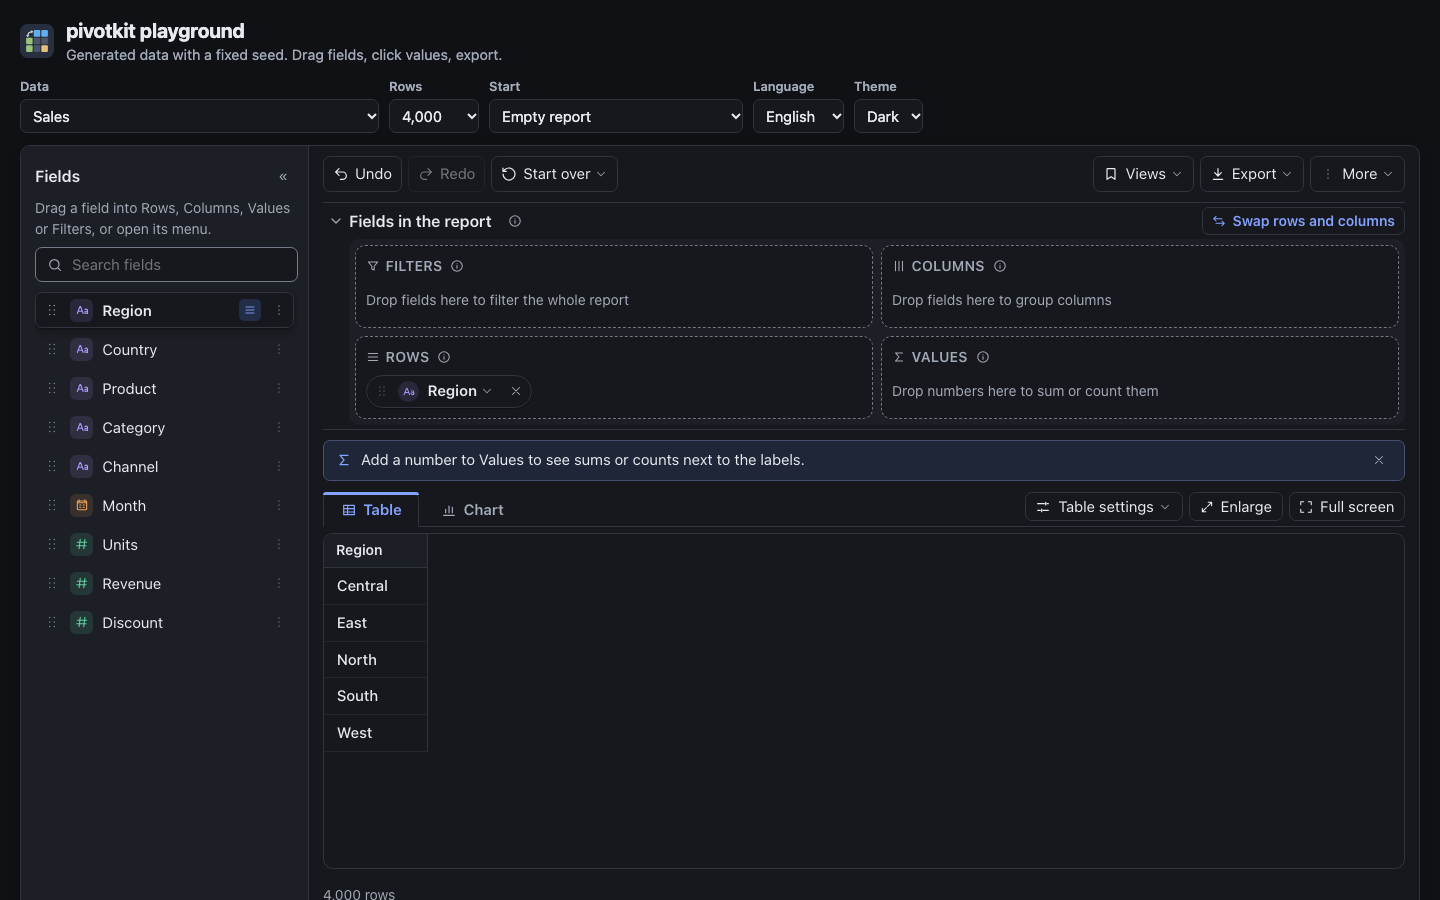 pivotkit playground
Generated data with a fixed seed. Drag fields, click values, export.
Data
Rows
Start
Language
Theme
Sales
4,000
Empty report
English
Dark
Fields
«
Drag a field into Rows, Columns, Values
or Filters, or open its menu.
Search fields
Aa Region
Aa Country
Aa Product
Aa Category
Aa Channel
Month
# Units
# Revenue
# Discount
Undo
Redo
Start over
Views
Export
More
Fields in the report
Swap rows and columns
FILTERS
Drop fields here to filter the whole report
COLUMNS
Drop fields here to group columns
ROWS
Aa Region
VALUES
Drop numbers here to sum or count them
Add a number to Values to see sums or counts next to the labels.
Table
Chart
Table settings
Enlarge
Full screen
Region
Central
East
North
South
West
4,000 rows